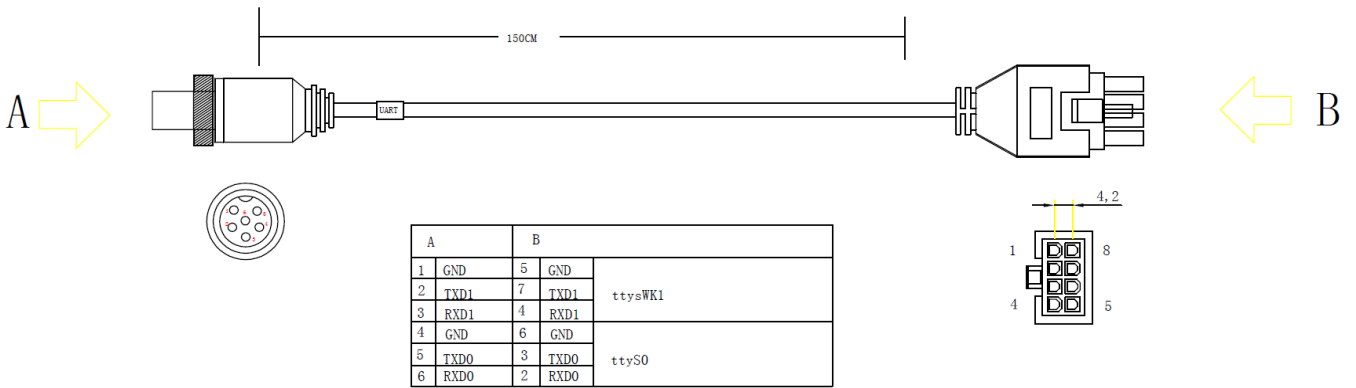 150CM
A
UART
B
4,2
1 8
4 5
A B
1 GND 5 GND
2 TXD1 7 TXD1 ttysWK1
3 RXD1 4 RXD1
4 GND 6 GND
5 TXD0 3 TXD0 ttyS0
6 RXD0 2 RXD0